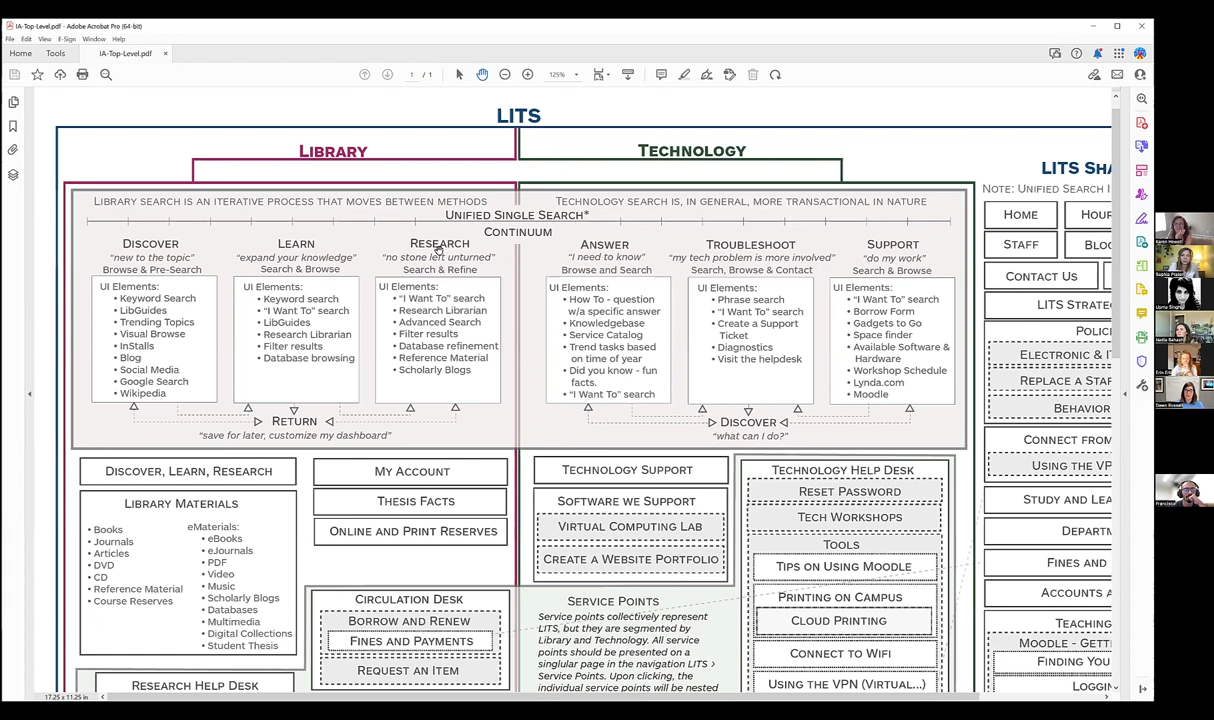 IA-Top-Level.pdf - Adobe Acrobat Pro (64-bit)
File Edit View E-Sign Window Help
Home Tools IA-Top-Level.pdf ×
1 / 1 125%
LITS
LIBRARY
TECHNOLOGY
LITS SHA
NOTE: UNIFIED SEARCH I
LIBRARY SEARCH IS AN ITERATIVE PROCESS THAT MOVES BETWEEN METHODS
TECHNOLOGY SEARCH IS, IN GENERAL, MORE TRANSACTIONAL IN NATURE
UNIFIED SINGLE SEARCH*
CONTINUUM
DISCOVER
"new to the topic"
Browse & Pre-Search
UI Elements:
• Keyword Search
• LibGuides
• Trending Topics
• Visual Browse
• InStalls
• Blog
• Social Media
• Google Search
• Wikipedia
LEARN
"expand your knowledge"
Search & Browse
UI Elements:
• Keyword search
• "I Want To" search
• LibGuides
• Research Librarian
• Filter results
• Database browsing
RESEARCH
"no stone left unturned"
Search & Refine
UI Elements:
• "I Want To" search
• Research Librarian
• Advanced Search
• Filter results
• Database refinement
• Reference Material
• Scholarly Blogs
RETURN
"save for later, customize my dashboard"
ANSWER
"I need to know"
Browse and Search
UI Elements:
• How To - question
w/a specific answer
• Knowledgebase
• Service Catalog
• Trend tasks based
on time of year
• Did you know - fun
facts.
• "I Want To" search
TROUBLESHOOT
"my tech problem is more involved"
Search, Browse & Contact
UI Elements:
• Phrase search
• "I Want To" search
• Create a Support
Ticket
• Diagnostics
• Visit the helpdesk
SUPPORT
"do my work"
Search & Browse
UI Elements:
• "I Want To" search
• Borrow Form
• Gadgets to Go
• Space finder
• Available Software &
Hardware
• Workshop Schedule
• Lynda.com
• Moodle
DISCOVER
"what can I do?"
DISCOVER, LEARN, RESEARCH
LIBRARY MATERIALS
• Books
• Journals
• Articles
• DVD
• CD
• Reference Material
• Course Reserves
eMaterials:
• eBooks
• eJournals
• PDF
• Video
• Music
• Scholarly Blogs
• Databases
• Multimedia
• Digital Collections
• Student Thesis
RESEARCH HELP DESK
MY ACCOUNT
THESIS FACTS
ONLINE AND PRINT RESERVES
CIRCULATION DESK
BORROW AND RENEW
FINES AND PAYMENTS
REQUEST AN ITEM
TECHNOLOGY SUPPORT
SOFTWARE WE SUPPORT
VIRTUAL COMPUTING LAB
CREATE A WEBSITE PORTFOLIO
SERVICE POINTS
Service points collectively represent
LITS, but they are segmented by
Library and Technology. All service
points should be presented on a
singlular page in the navigation LITS >
Service Points. Upon clicking, the
individual service points will be nested
TECHNOLOGY HELP DESK
RESET PASSWORD
TECH WORKSHOPS
TOOLS
TIPS ON USING MOODLE
PRINTING ON CAMPUS
CLOUD PRINTING
CONNECT TO WIFI
USING THE VPN (VIRTUAL...)
HOME
HOUR
STAFF
BLO
CONTACT US
LITS STRATE
POLIC
ELECTRONIC & IT
REPLACE A STAF
BEHAVIOR
CONNECT FROM
USING THE VP
STUDY AND LEA
DEPARTM
FINES AND
ACCOUNTS A
TEACHING
MOODLE - GETT
FINDING YOU
LOGGIN
17.25 x 11.25 in
Karen Howell
Nadia Bahashi
Dawn Russell
Francisca